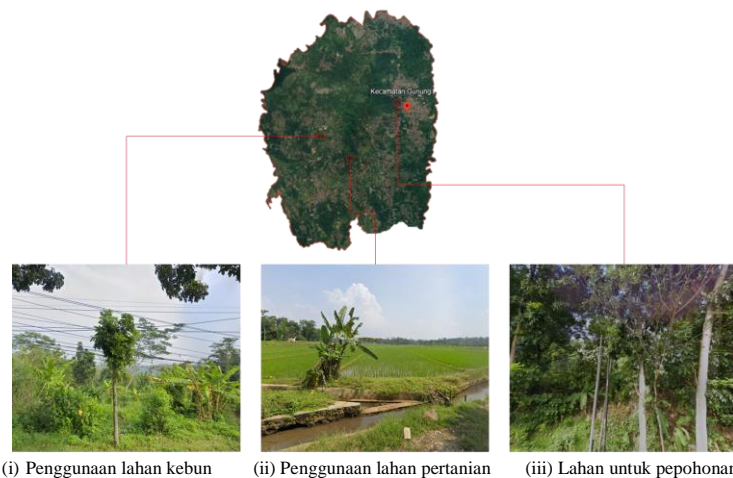 Kecamatan Gunung
(i) Penggunaan lahan kebun
(ii) Penggunaan lahan pertanian
(iii) Lahan untuk pepohonan